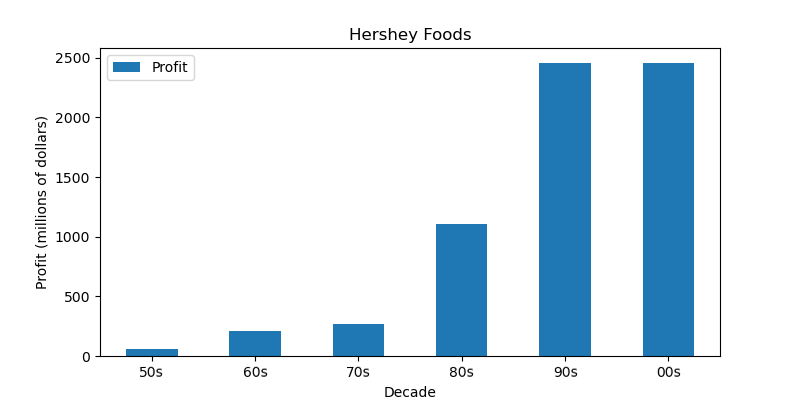 Hershey Foods
Profit
Profit (millions of dollars)
2500
2000
1500
1000
500
0
50s 60s 70s 80s 90s 00s
Decade